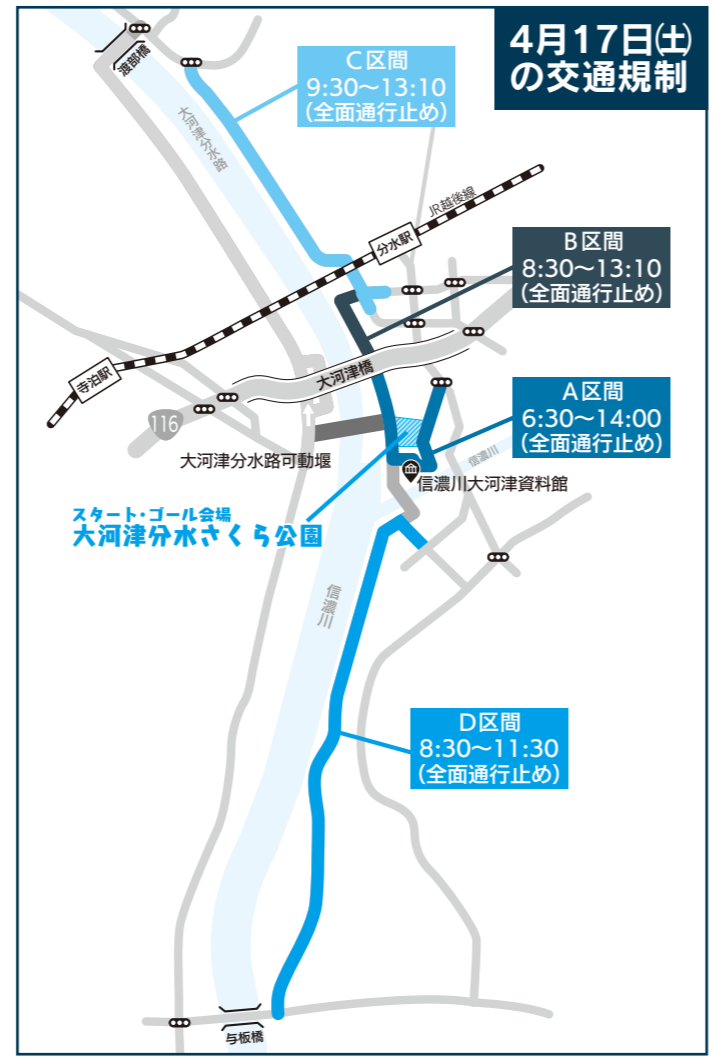 4月17日(土)
の交通規制
渡部橋
C区間
9:30～13:10
(全面通行止め)
大河津分水路
JR越後線
分水駅
B区間
8:30～13:10
(全面通行止め)
寺泊駅
大河津橋
116
A区間
6:30～14:00
(全面通行止め)
大河津分水路可動堰
信濃川
信濃川大河津資料館
スタート・ゴール会場
大河津分水さくら公園
信濃川
D区間
8:30～11:30
(全面通行止め)
与板橋